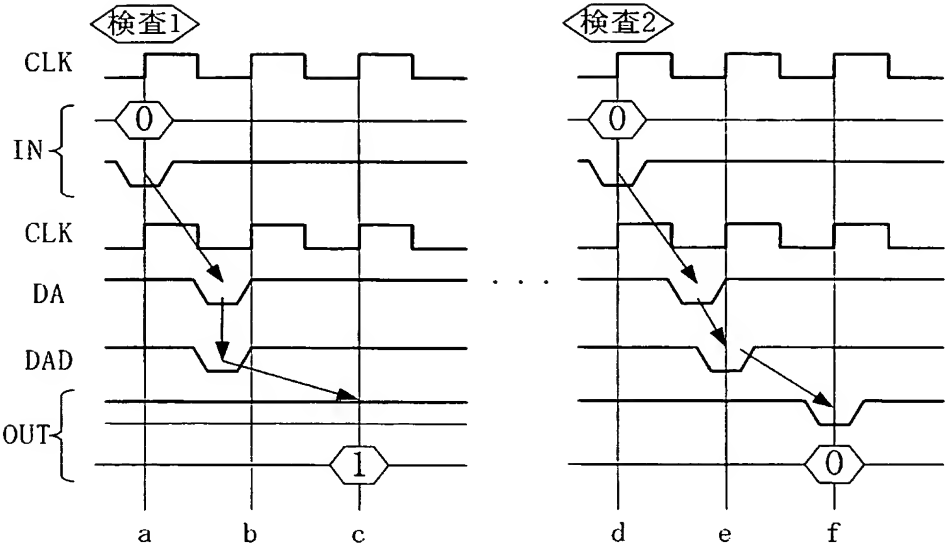 検査1 検査2
CLK
0 0
IN
CLK
DA
· · ·
DAD
OUT
1 0
a b c d e f